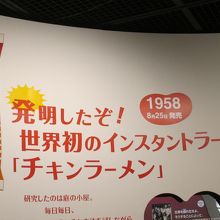 1958
8月25日 発売
発明したぞ！
世界初のインスタントラー
「チキンラーメン」
研究したのは庭の小屋。
毎日毎日、